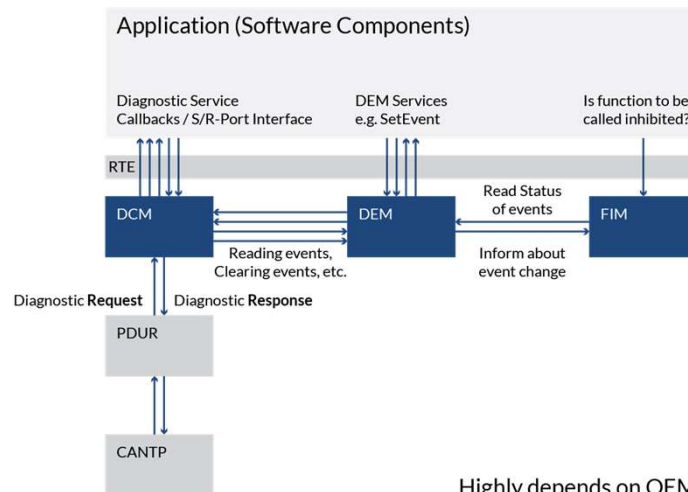 Application (Software Components)
Diagnostic Service
Callbacks / S/R-Port Interface
DEM Services
e.g. SetEvent
Is function to be
called inhibited?
RTE
DCM
DEM
FIM
Read Status
of events
Reading events,
Clearing events, etc.
Inform about
event change
Diagnostic Request
Diagnostic Response
PDUR
CANTP
Highly depends on OEM